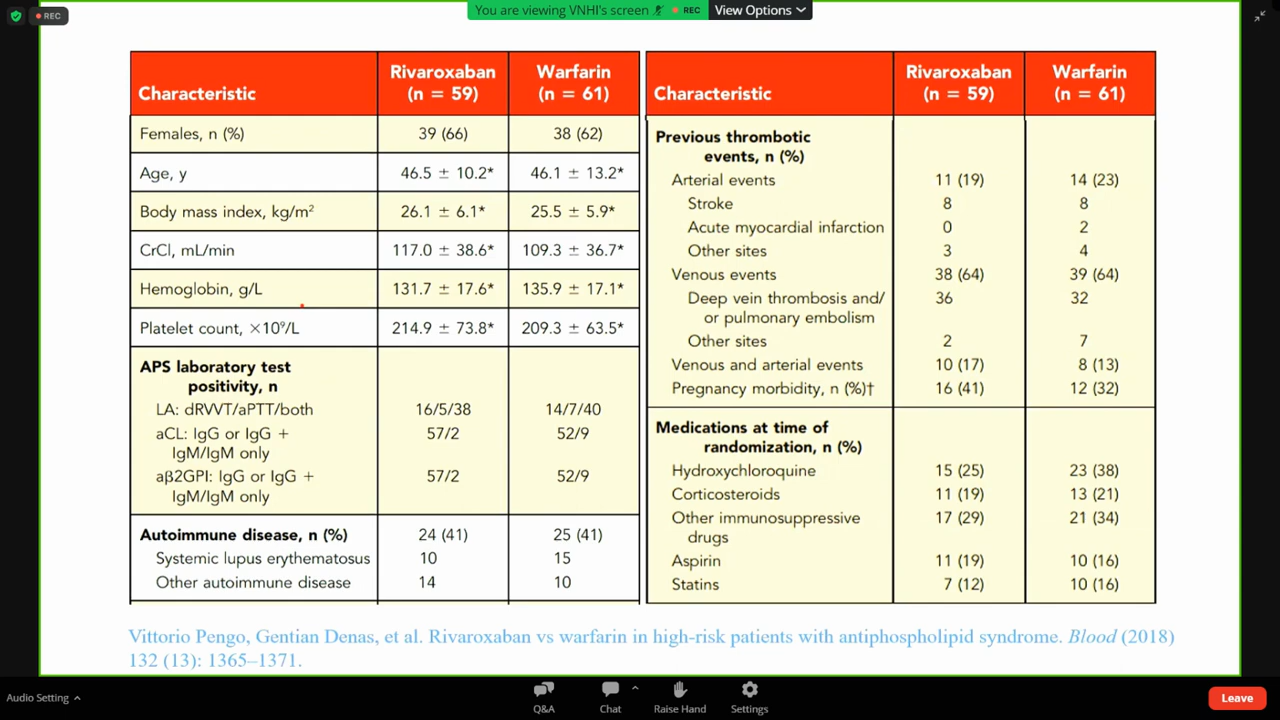 You are viewing VNHI's screen REC View Options
REC
Characteristic Rivaroxaban (n = 59) Warfarin (n = 61)
Females, n (%) 39 (66) 38 (62)
Age, y 46.5 ± 10.2* 46.1 ± 13.2*
Body mass index, kg/m² 26.1 ± 6.1* 25.5 ± 5.9*
CrCl, mL/min 117.0 ± 38.6* 109.3 ± 36.7*
Hemoglobin, g/L 131.7 ± 17.6* 135.9 ± 17.1*
Platelet count, ×10⁹/L 214.9 ± 73.8* 209.3 ± 63.5*
APS laboratory test
positivity, n
LA: dRVVT/aPTT/both 16/5/38 14/7/40
aCL: IgG or IgG + 57/2 52/9
IgM/IgM only
aβ2GPI: IgG or IgG + 57/2 52/9
IgM/IgM only
Autoimmune disease, n (%) 24 (41) 25 (41)
Systemic lupus erythematosus 10 15
Other autoimmune disease 14 10
Characteristic Rivaroxaban (n = 59) Warfarin (n = 61)
Previous thrombotic
events, n (%)
Arterial events 11 (19) 14 (23)
Stroke 8 8
Acute myocardial infarction 0 2
Other sites 3 4
Venous events 38 (64) 39 (64)
Deep vein thrombosis and/ 36 32
or pulmonary embolism
Other sites 2 7
Venous and arterial events 10 (17) 8 (13)
Pregnancy morbidity, n (%)† 16 (41) 12 (32)
Medications at time of
randomization, n (%)
Hydroxychloroquine 15 (25) 23 (38)
Corticosteroids 11 (19) 13 (21)
Other immunosuppressive 17 (29) 21 (34)
drugs
Aspirin 11 (19) 10 (16)
Statins 7 (12) 10 (16)
Vittorio Pengo, Gentian Denas, et al. Rivaroxaban vs warfarin in high-risk patients with antiphospholipid syndrome. Blood (2018)
132 (13): 1365–1371.
Audio Setting
Q&A
Chat
Raise Hand
Settings
Leave